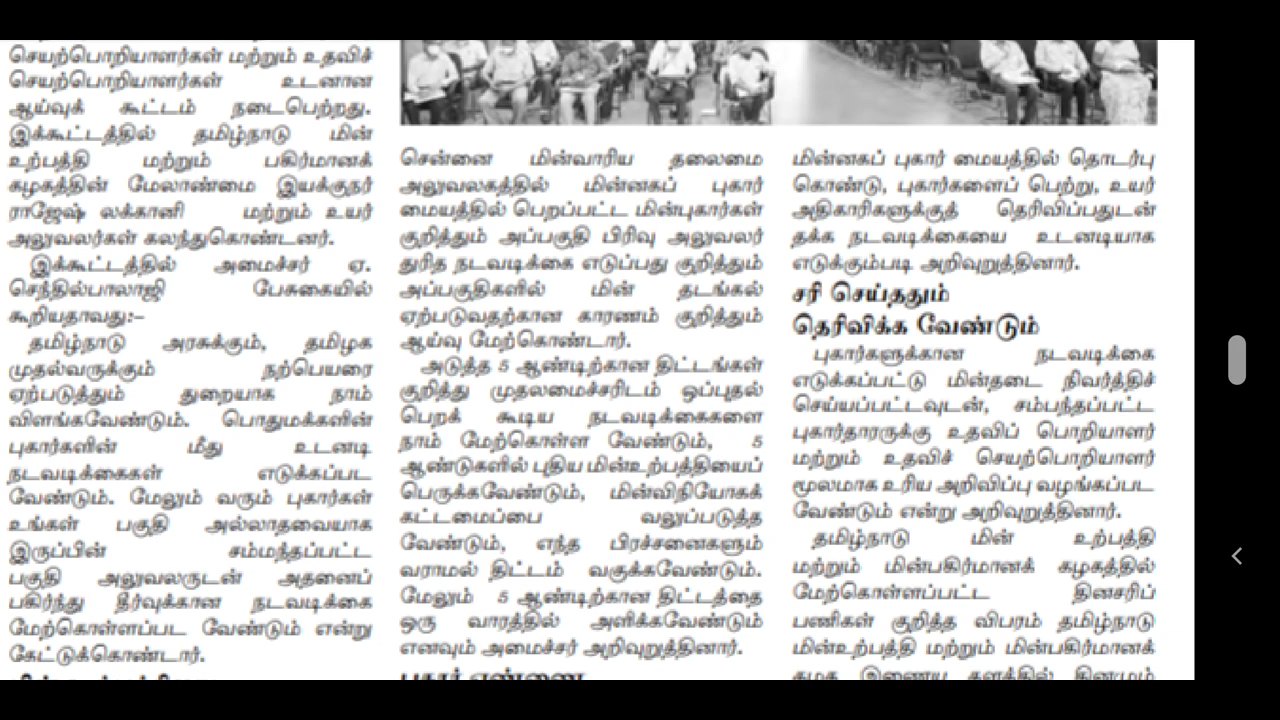 செயற்பொறியாளர்கள் மற்றும் உதவிச்
செயற்பொறியாளர்கள் உடனான
ஆய்வுக் கூட்டம் நடைபெற்றது.
இக்கூட்டத்தில் தமிழ்நாடு மின்
உற்பத்தி மற்றும் பகிர்மானக்
கழகத்தின் மேலாண்மை இயக்குநர்
ராஜேஷ் லக்கானி மற்றும் உயர்
அலுவலர்கள் கலந்துகொண்டனர்.
இக்கூட்டத்தில் அமைச்சர் ஏ.
செந்தில்பாலாஜி பேசுகையில்
கூறியதாவது:–
தமிழ்நாடு அரசுக்கும், தமிழக
முதல்வருக்கும் நற்பெயரை
ஏற்படுத்தும் துறையாக நாம்
விளங்கவேண்டும். பொதுமக்களின்
புகார்களின் மீது உடனடி
நடவடிக்கைகள் எடுக்கப்பட
வேண்டும். மேலும் வரும் புகார்கள்
உங்கள் பகுதி அல்லாதவையாக
இருப்பின் சம்மந்தப்பட்ட
பகுதி அலுவலருடன் அதனைப்
பகிர்ந்து தீர்வுக்கான நடவடிக்கை
மேற்கொள்ளப்பட வேண்டும் என்று
கேட்டுக்கொண்டார்.
சென்னை மின்வாரிய தலைமை
அலுவலகத்தில் மின்னகப் புகார்
மையத்தில் பெறப்பட்ட மின்புகார்கள்
குறித்தும் அப்பகுதி பிரிவு அலுவலர்
துரித நடவடிக்கை எடுப்பது குறித்தும்
அப்பகுதிகளில் மின் தடங்கல்
ஏற்படுவதற்கான காரணம் குறித்தும்
ஆய்வு மேற்கொண்டார்.
அடுத்த 5 ஆண்டிற்கான திட்டங்கள்
குறித்து முதலமைச்சரிடம் ஒப்புதல்
பெறக் கூடிய நடவடிக்கைகளை
நாம் மேற்கொள்ள வேண்டும், 5
ஆண்டுகளில் புதிய மின்உற்பத்தியைப்
பெருக்கவேண்டும், மின்விநியோகக்
கட்டமைப்பை வலுப்படுத்த
வேண்டும், எந்த பிரச்சனைகளும்
வராமல் திட்டம் வகுக்கவேண்டும்.
மேலும் 5 ஆண்டிற்கான திட்டத்தை
ஒரு வாரத்தில் அளிக்கவேண்டும்
எனவும் அமைச்சர் அறிவுறுத்தினார்.
புகார் எண்ணை
மின்னகப் புகார் மையத்தில் தொடர்பு
கொண்டு, புகார்களைப் பெற்று, உயர்
அதிகாரிகளுக்குத் தெரிவிப்பதுடன்
தக்க நடவடிக்கையை உடனடியாக
எடுக்கும்படி அறிவுறுத்தினார்.
சரி செய்ததும்
தெரிவிக்க வேண்டும்
புகார்களுக்கான நடவடிக்கை
எடுக்கப்பட்டு மின்தடை நிவர்த்திச்
செய்யப்பட்டவுடன், சம்பந்தப்பட்ட
புகார்தாரருக்கு உதவிப் பொறியாளர்
மற்றும் உதவிச் செயற்பொறியாளர்
மூலமாக உரிய அறிவிப்பு வழங்கப்பட
வேண்டும் என்று அறிவுறுத்தினார்.
தமிழ்நாடு மின் உற்பத்தி
மற்றும் மின்பகிர்மானக் கழகத்தில்
மேற்கொள்ளப்பட்ட தினசரிப்
பணிகள் குறித்த விபரம் தமிழ்நாடு
மின்உற்பத்தி மற்றும் மின்பகிர்மானக்
கழக இணைய தளத்தில் தினமும்